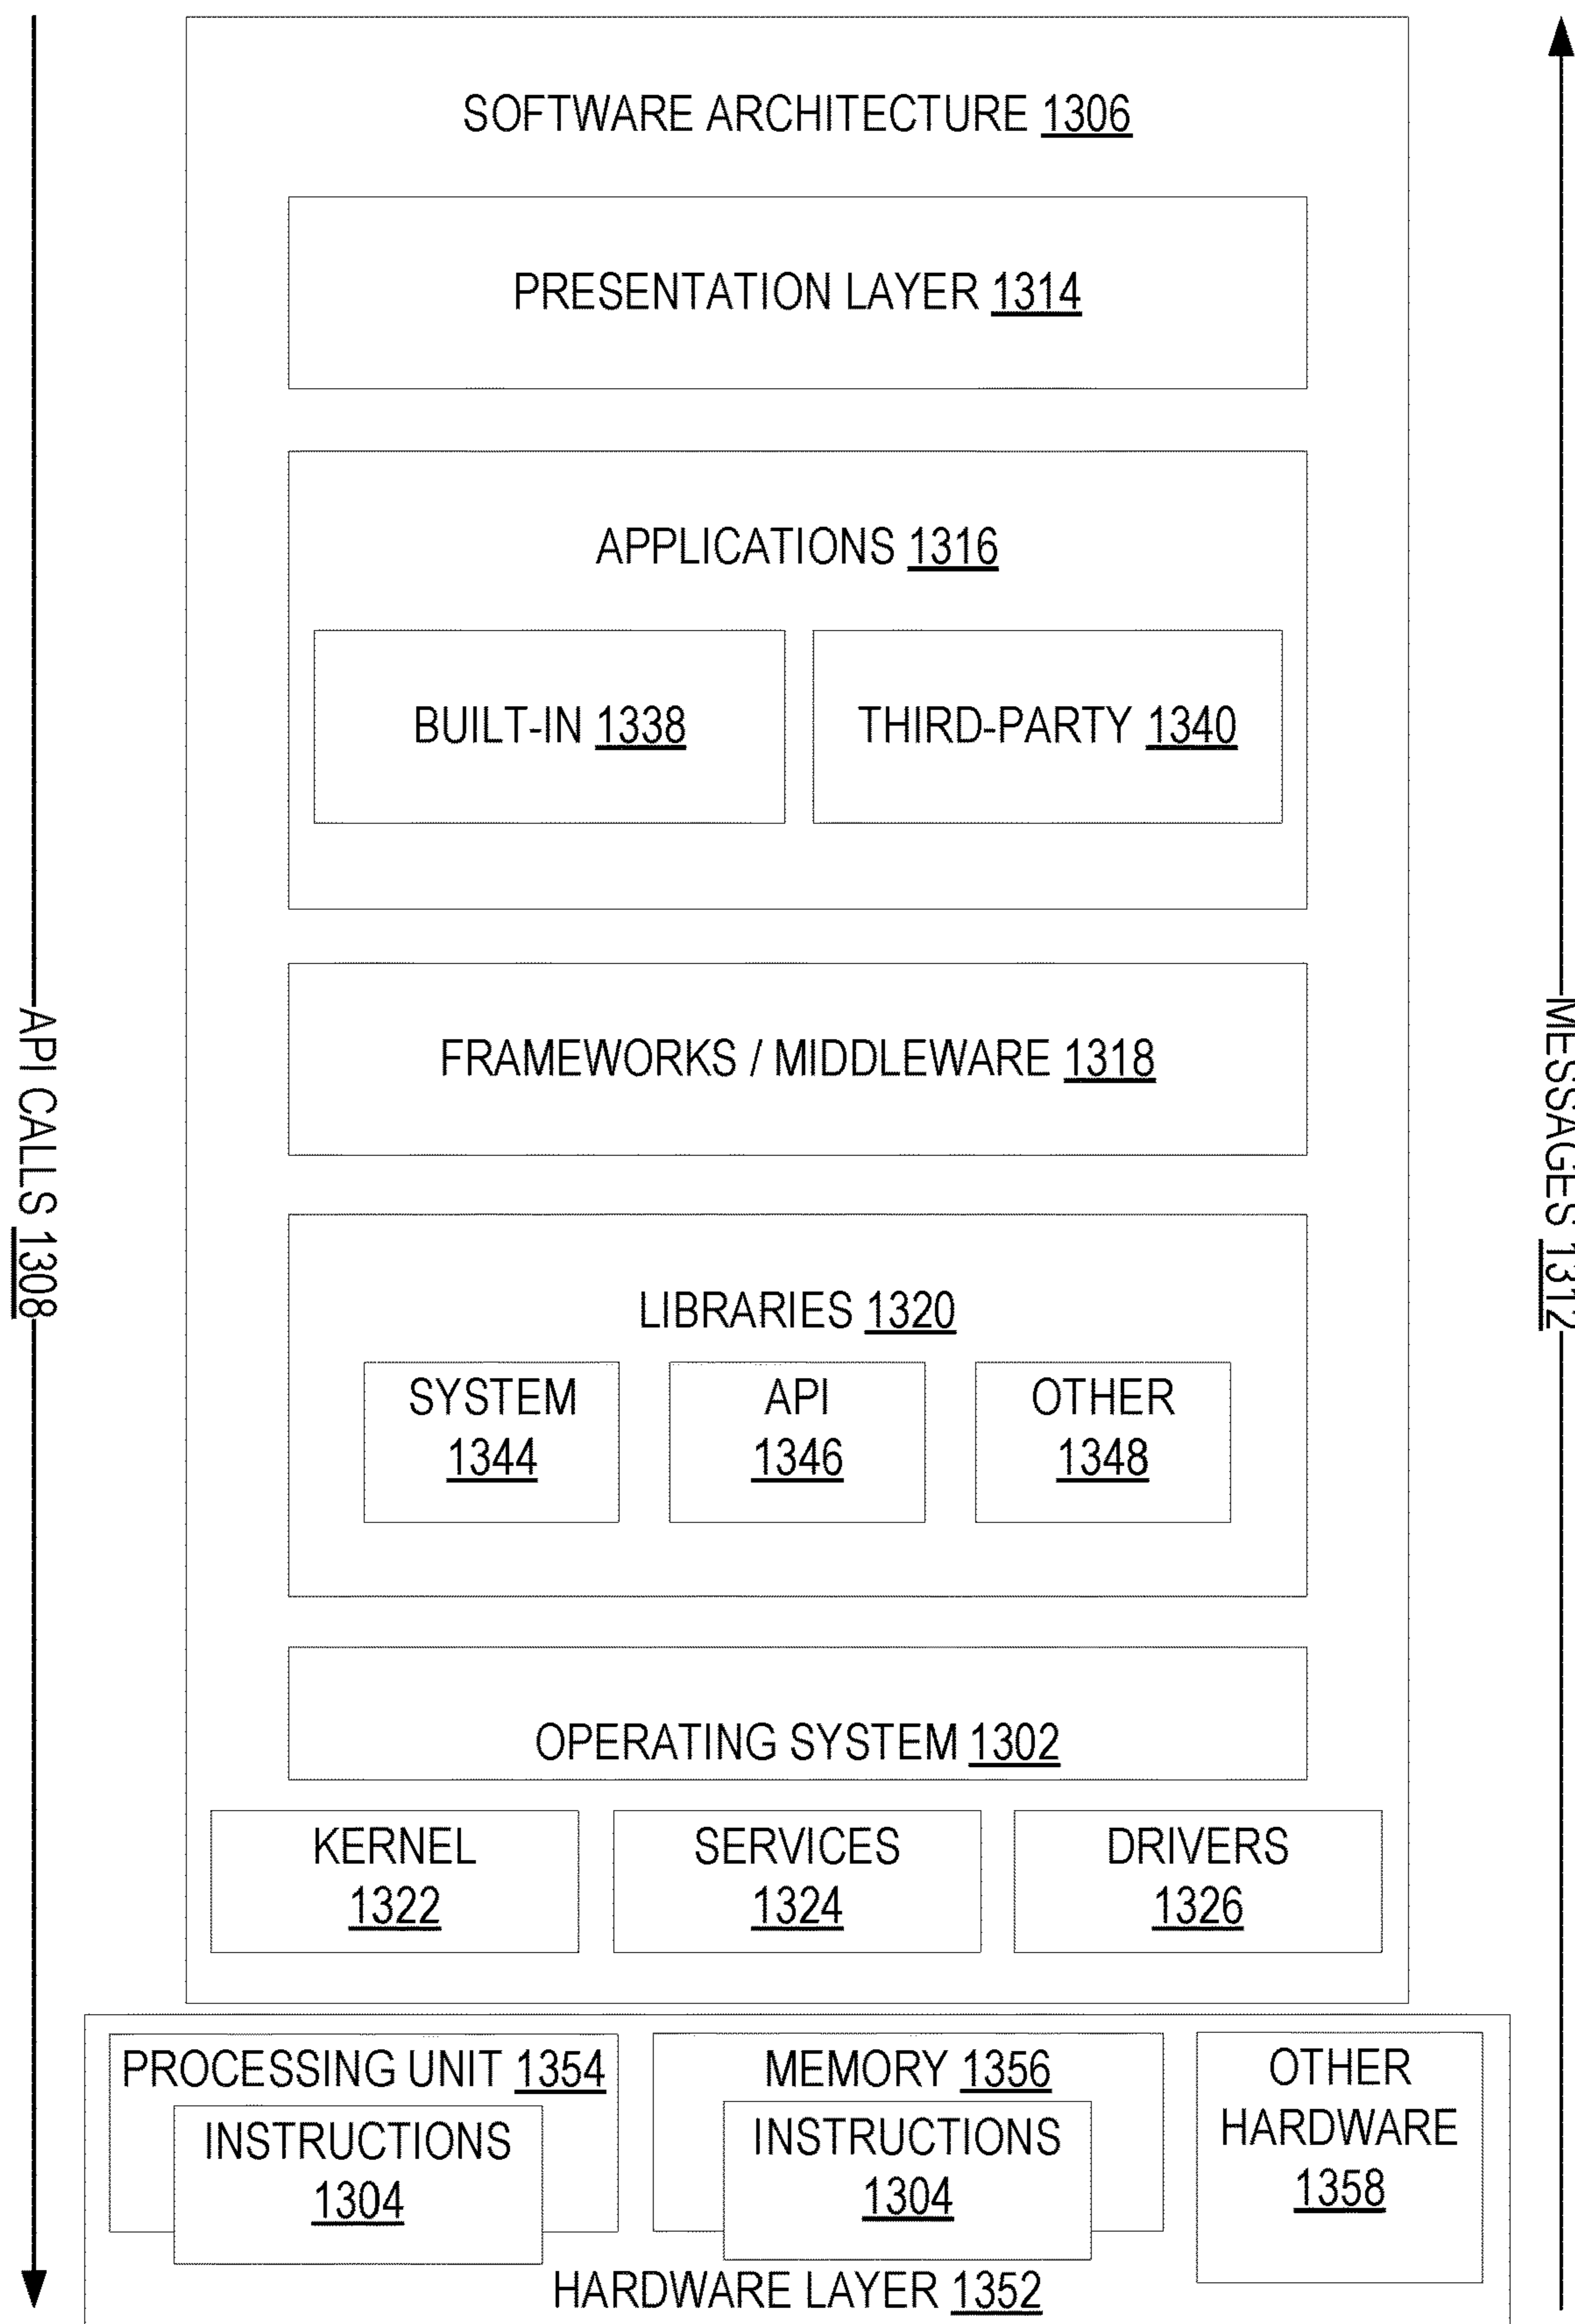 SOFTWARE ARCHITECTURE 1306
PRESENTATION LAYER 1314
APPLICATIONS 1316
BUILT-IN 1338
THIRD-PARTY 1340
FRAMEWORKS / MIDDLEWARE 1318
API CALLS 1308
MESSAGES 1312
LIBRARIES 1320
SYSTEM
1344
API
1346
OTHER
1348
OPERATING SYSTEM 1302
KERNEL
1322
SERVICES
1324
DRIVERS
1326
PROCESSING UNIT 1354
INSTRUCTIONS
1304
MEMORY 1356
INSTRUCTIONS
1304
OTHER
HARDWARE
1358
HARDWARE LAYER 1352